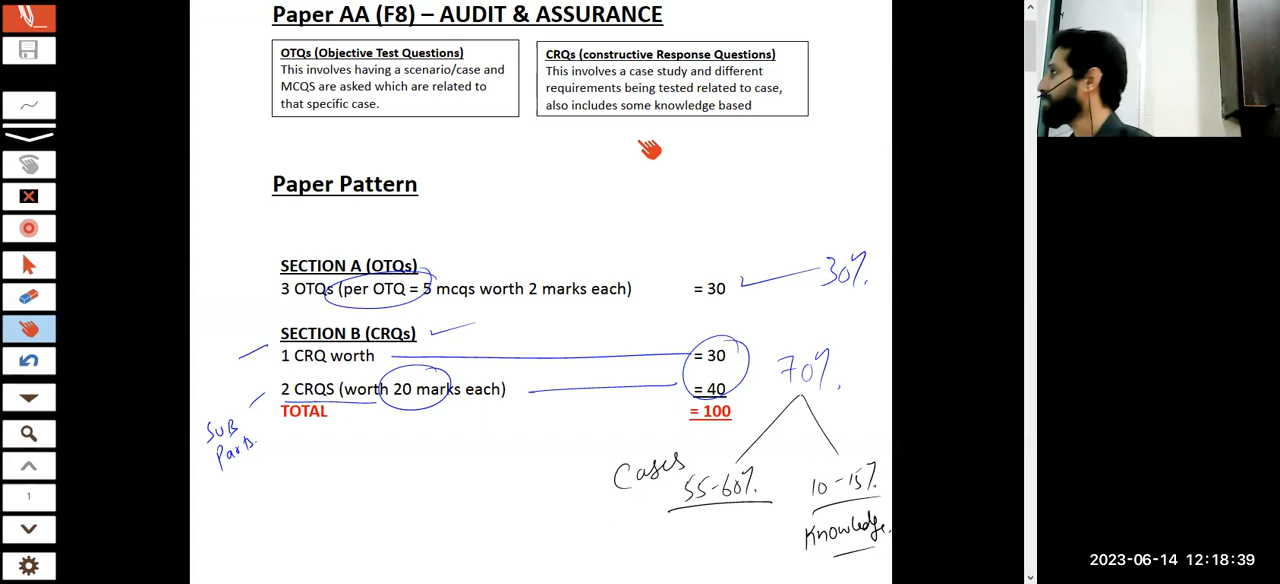 Paper AA (F8) – AUDIT & ASSURANCE
OTQs (Objective Test Questions)
This involves having a scenario/case and
MCQS are asked which are related to
that specific case.
CRQs (constructive Response Questions)
This involves a case study and different
requirements being tested related to case,
also includes some knowledge based
Paper Pattern
SECTION A (OTQs)
3 OTQs (per OTQ = 5 mcqs worth 2 marks each) = 30
30%.
SECTION B (CRQs)
1 CRQ worth = 30
70%.
2 CRQS (worth 20 marks each) = 40
TOTAL = 100
SUB
Parts.
Cases
55-60%.
10-15%.
Knowledge.
1
2023-06-14 12:18:39